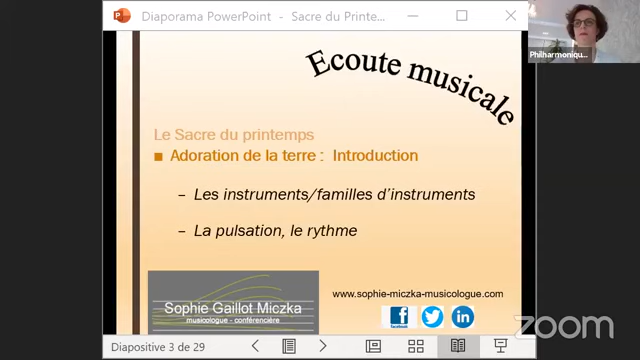 Diaporama PowerPoint - Sacre du Printe...
Philharmoniqu...
Ecoute musicale
Le Sacre du printemps
Adoration de la terre : Introduction
– Les instruments/familles d'instruments
– La pulsation, le rythme
Sophie Gaillot Miczka
musicologue - conférencière
www.sophie-miczka-musicologue.com
facebook
zoom
Diapositive 3 de 29